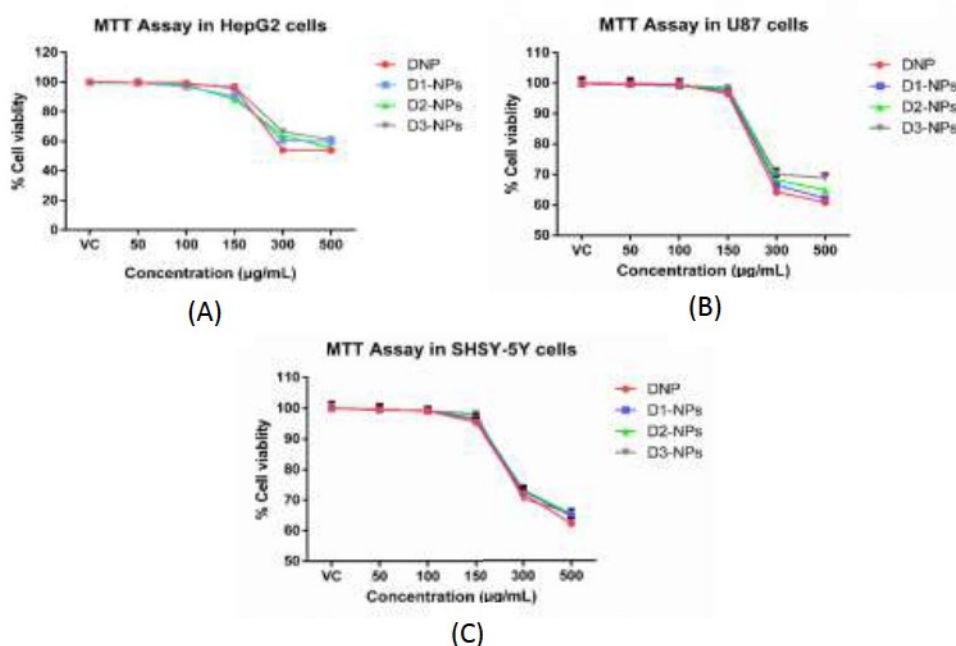 MTT Assay in HepG2 cells
120
100
80
60
40
20
0
% Cell viablity
VC 50 100 150 300 500
Concentration (µg/mL)
DNP
D1-NPs
D2-NPs
D3-NPs
(A)
MTT Assay in U87 cells
110
100
90
80
70
60
50
% Cell viablity
VC 50 100 150 300 500
Concentration (µg/mL)
DNP
D1-NPs
D2-NPs
D3-NPs
(B)
MTT Assay in SHSY-5Y cells
110
100
90
80
70
60
50
% Cell viablity
VC 50 100 150 300 500
Concentration (µg/mL)
DNP
D1-NPs
D2-NPs
D3-NPs
(C)